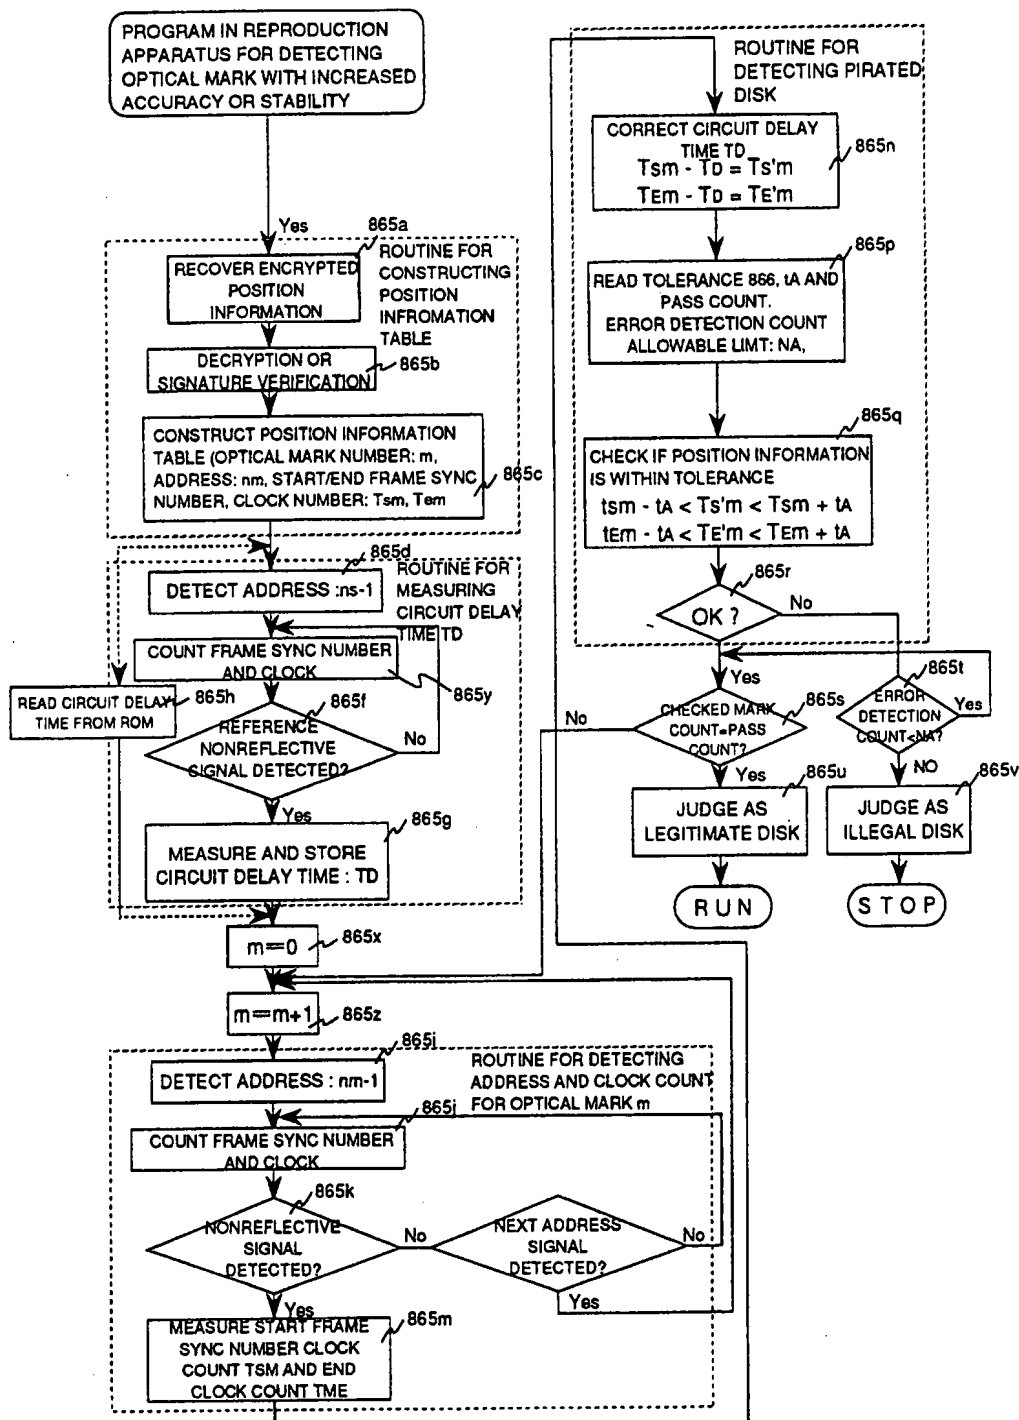 PROGRAM IN REPRODUCTION
APPARATUS FOR DETECTING
OPTICAL MARK WITH INCREASED
ACCURACY OR STABILITY
Yes
865a
ROUTINE FOR
CONSTRUCTING
POSITION
INFROMATION
TABLE
RECOVER ENCRYPTED
POSITION
INFORMATION
DECRYPTION OR
SIGNATURE VERIFICATION
865b
CONSTRUCT POSITION INFORMATION
TABLE (OPTICAL MARK NUMBER: m,
ADDRESS: nm, START/END FRAME SYNC
NUMBER, CLOCK NUMBER: Tsm, Tem
865c
865d
ROUTINE FOR
MEASURING
CIRCUIT DELAY
TIME TD
DETECT ADDRESS :ns-1
COUNT FRAME SYNC NUMBER
AND CLOCK
865y
READ CIRCUIT DELAY
TIME FROM ROM
865h
865f
REFERENCE
NONREFLECTIVE
SIGNAL DETECTED?
No
Yes
865g
MEASURE AND STORE
CIRCUIT DELAY TIME : TD
m=0
865x
m=m+1
865z
865i
ROUTINE FOR DETECTING
ADDRESS AND CLOCK COUNT
FOR OPTICAL MARK m
DETECT ADDRESS : nm-1
865j
COUNT FRAME SYNC NUMBER
AND CLOCK
865k
NONREFLECTIVE
SIGNAL
DETECTED?
No
NEXT ADDRESS
SIGNAL
DETECTED?
No
Yes
Yes
MEASURE START FRAME
SYNC NUMBER CLOCK
COUNT TSM AND END
CLOCK COUNT TME
865m
ROUTINE FOR
DETECTING PIRATED
DISK
CORRECT CIRCUIT DELAY
TIME TD
Tsm - TD = Ts'm
TEm - TD = TE'm
865n
865p
READ TOLERANCE 866, tA AND
PASS COUNT.
ERROR DETECTION COUNT
ALLOWABLE LIMT: NA,
865q
CHECK IF POSITION INFORMATION
IS WITHIN TOLERANCE
tsm - tA < Ts'm < Tsm + tA
tEm - tA < TE'm < TEm + tA
865r
OK ?
No
Yes
865s
CHECKED MARK
COUNT=PASS
COUNT?
No
Yes
865t
ERROR
DETECTION
COUNT<NA?
Yes
NO
865u
JUDGE AS
LEGITIMATE DISK
865v
JUDGE AS
ILLEGAL DISK
RUN
STOP